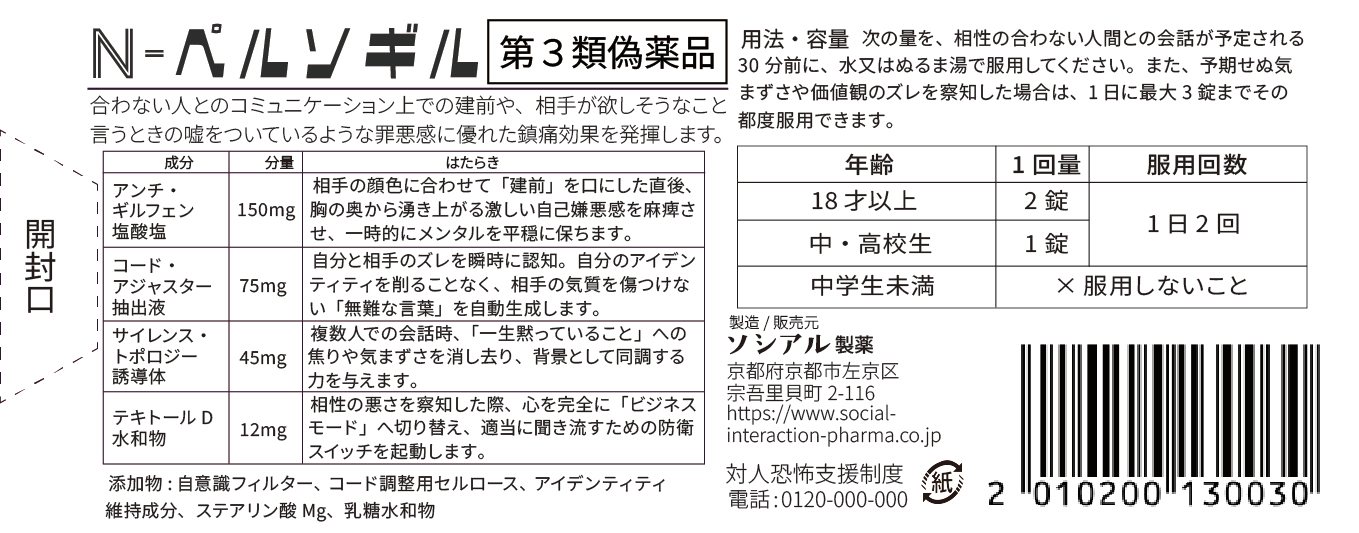 N-ペルソギル
第3類偽薬品
合わない人とのコミュニケーション上での建前や、相手が欲しそうなこと
言うときの嘘をついているような罪悪感に優れた鎮痛効果を発揮します。
成分 分量 はたらき
アンチ・
ギルフェン
塩酸塩
150mg
相手の顔色に合わせて「建前」を口にした直後、
胸の奥から湧き上がる激しい自己嫌悪感を麻痺さ
せ、一時的にメンタルを平穏に保ちます。
コード・
アジャスター
抽出液
75mg
自分と相手のズレを瞬時に認知。自分のアイデン
ティティを削ることなく、相手の気質を傷つけな
い「無難な言葉」を自動生成します。
サイレンス・
トポロジー
誘導体
45mg
複数人での会話時、「一生黙っていること」への
焦りや気まずさを消し去り、背景として同調する
力を与えます。
テキトール D
水和物
12mg
相性の悪さを察知した際、心を完全に「ビジネス
モード」へ切り替え、適当に聞き流すための防衛
スイッチを起動します。
添加物 : 自意識フィルター、コード調整用セルロース、アイデンティティ
維持成分、ステアリン酸 Mg、乳糖水和物
開封口
用法・容量 次の量を、相性の合わない人間との会話が予定される
30 分前に、水又はぬるま湯で服用してください。また、予期せぬ気
まずさや価値観のズレを察知した場合は、1日に最大3錠までその
都度服用できます。
年齢 1回量 服用回数
18才以上 2錠 1日2回
中・高校生 1錠
中学生未満 × 服用しないこと
製造 / 販売元
ソシアル製薬
京都府京都市左京区
宗吾里貝町 2-116
https://www.social-
interaction-pharma.co.jp
対人恐怖支援制度
電話:0120-000-000
紙
2 010200 130030